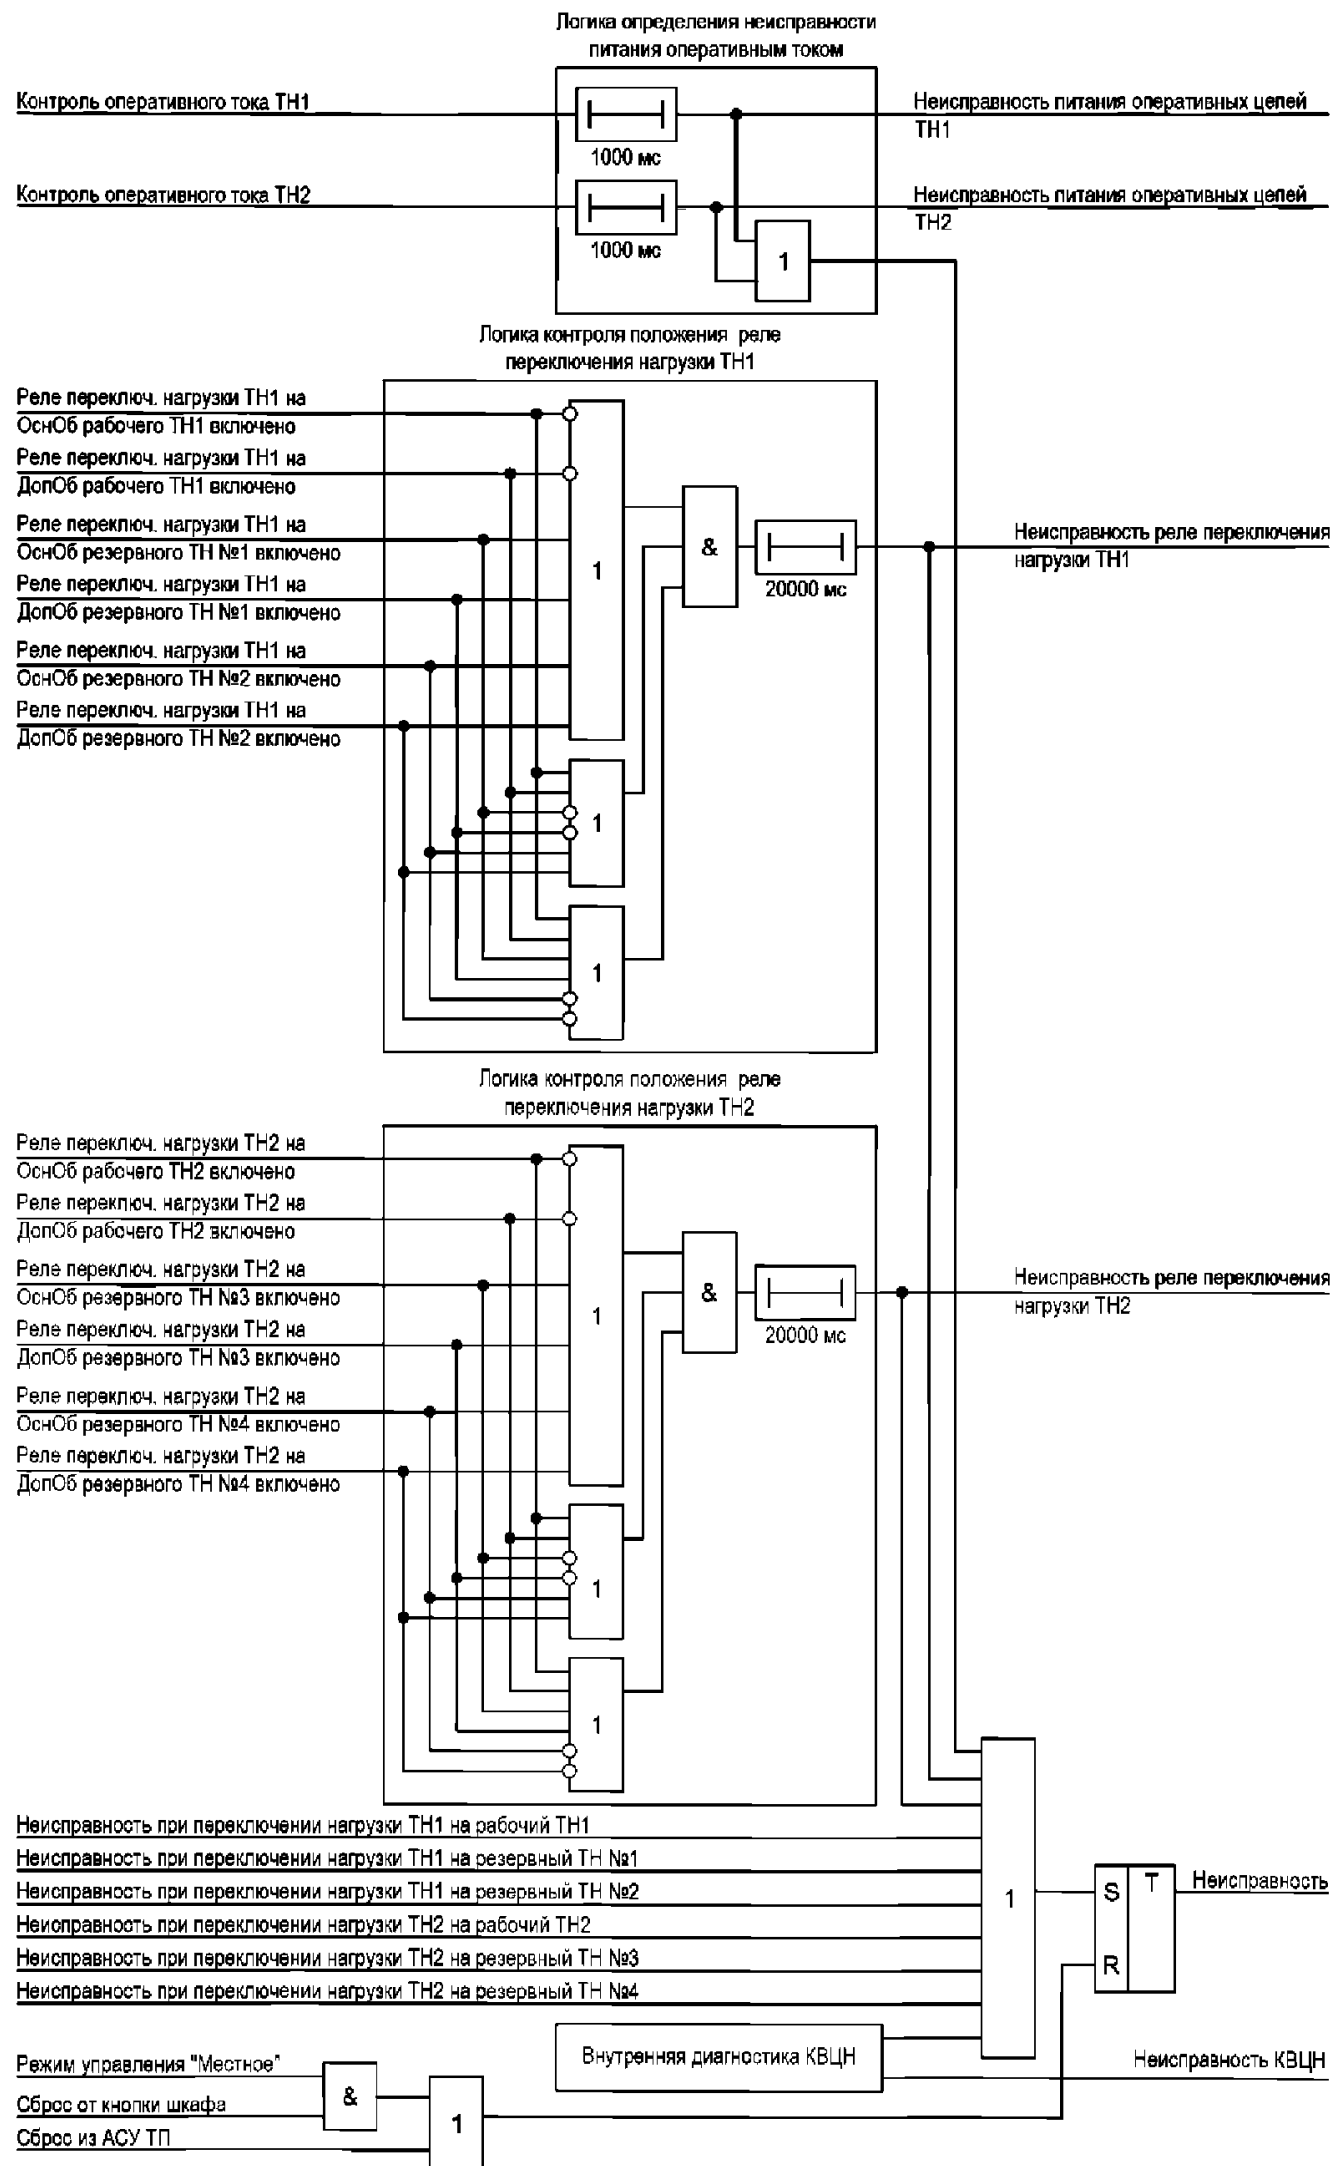 Логика определения неисправности
питания оперативным током
Контроль оперативного тока ТН1
1000 мс
Неисправность питания оперативных цепей
ТН1
Контроль оперативного тока ТН2
1000 мс
Неисправность питания оперативных цепей
ТН2
1
Логика контроля положения реле
переключения нагрузки ТН1
Реле переключ. нагрузки ТН1 на
ОснОб рабочего ТН1 включено
Реле переключ. нагрузки ТН1 на
ДопОб рабочего ТН1 включено
Реле переключ. нагрузки ТН1 на
ОснОб резервного ТН №1 включено
Реле переключ. нагрузки ТН1 на
ДопОб резервного ТН №1 включено
Реле переключ. нагрузки ТН1 на
ОснОб резервного ТН №2 включено
Реле переключ. нагрузки ТН1 на
ДопОб резервного ТН №2 включено
1
&
20000 мс
Неисправность реле переключения
нагрузки ТН1
1
1
Логика контроля положения реле
переключения нагрузки ТН2
Реле переключ. нагрузки ТН2 на
ОснОб рабочего ТН2 включено
Реле переключ. нагрузки ТН2 на
ДопОб рабочего ТН2 включено
Реле переключ. нагрузки ТН2 на
ОснОб резервного ТН №3 включено
Реле переключ. нагрузки ТН2 на
ДопОб резервного ТН №3 включено
Реле переключ. нагрузки ТН2 на
ОснОб резервного ТН №4 включено
Реле переключ. нагрузки ТН2 на
ДопОб резервного ТН №4 включено
1
&
20000 мс
Неисправность реле переключения
нагрузки ТН2
1
1
Неисправность при переключении нагрузки ТН1 на рабочий ТН1
Неисправность при переключении нагрузки ТН1 на резервный ТН №1
Неисправность при переключении нагрузки ТН1 на резервный ТН №2
Неисправность при переключении нагрузки ТН2 на рабочий ТН2
Неисправность при переключении нагрузки ТН2 на резервный ТН №3
Неисправность при переключении нагрузки ТН2 на резервный ТН №4
1
S T
R
Неисправность
Внутренняя диагностика КВЦН
Неисправность КВЦН
Режим управления "Местное"
Сброс от кнопки шкафа
Сброс из АСУ ТП
&
1